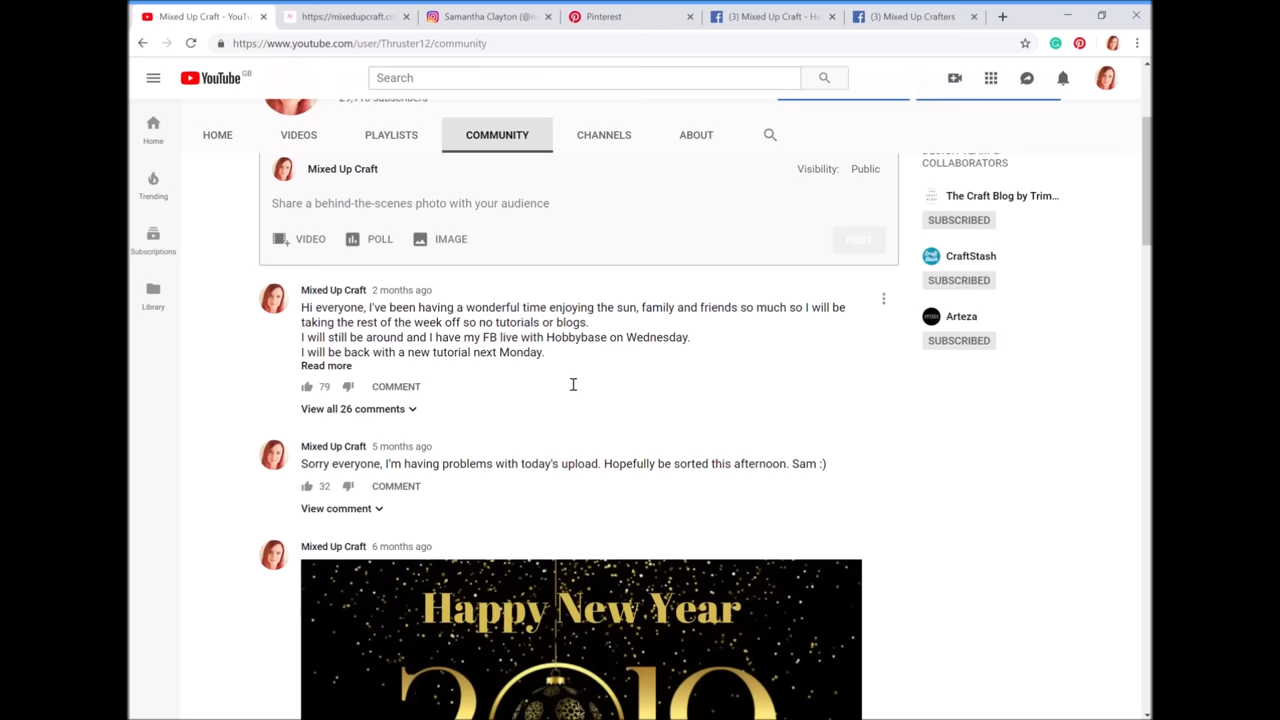 Mixed Up Craft - YouTu
https://mixedupcraft.co
Samantha Clayton (@m
Pinterest
(3) Mixed Up Craft - Ho
(3) Mixed Up Crafters
https://www.youtube.com/user/Thruster12/community
YouTube GB
Search
subscribers
HOME
VIDEOS
PLAYLISTS
COMMUNITY
CHANNELS
ABOUT
Home
Trending
Subscriptions
Library
Mixed Up Craft
Visibility: Public
Share a behind-the-scenes photo with your audience
VIDEO
POLL
IMAGE
POST
COLLABORATORS
The Craft Blog by Trim...
SUBSCRIBED
CraftStash
SUBSCRIBED
Arteza
SUBSCRIBED
Mixed Up Craft 2 months ago
Hi everyone, I've been having a wonderful time enjoying the sun, family and friends so much so I will be
taking the rest of the week off so no tutorials or blogs.
I will still be around and I have my FB live with Hobbybase on Wednesday.
I will be back with a new tutorial next Monday.
Read more
79 COMMENT
View all 26 comments
Mixed Up Craft 5 months ago
Sorry everyone, I'm having problems with today's upload. Hopefully be sorted this afternoon. Sam :)
32 COMMENT
View comment
Mixed Up Craft 6 months ago
Happy New Year
2019